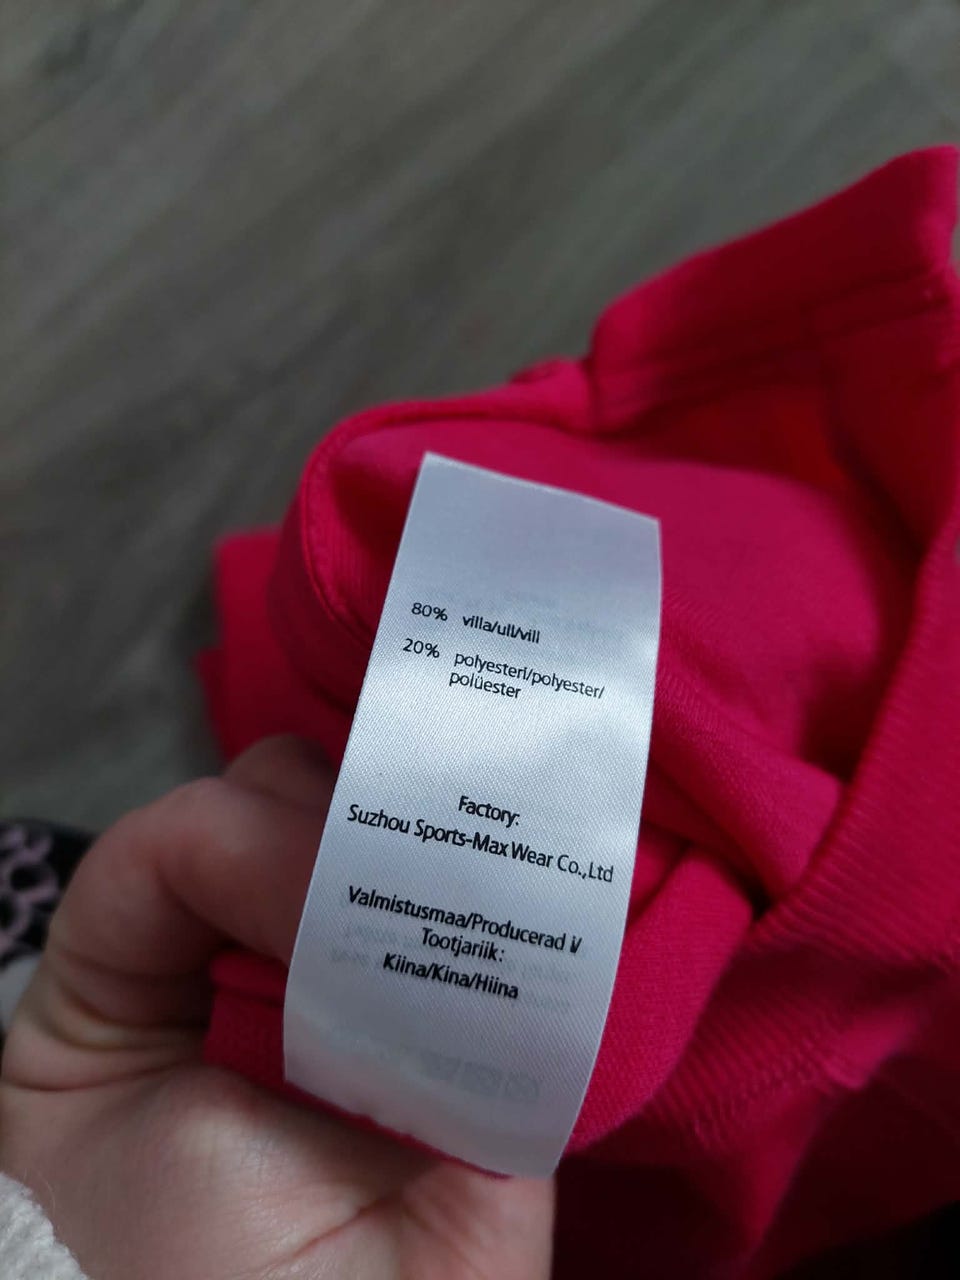 80% villa/ull/vill
20% polyesteri/polyester/
polüester
Factory:
Suzhou Sports-Max Wear Co.,Ltd
Valmistusmaa/Producerad i/
Tootjariik:
Kiina/Kina/Hiina